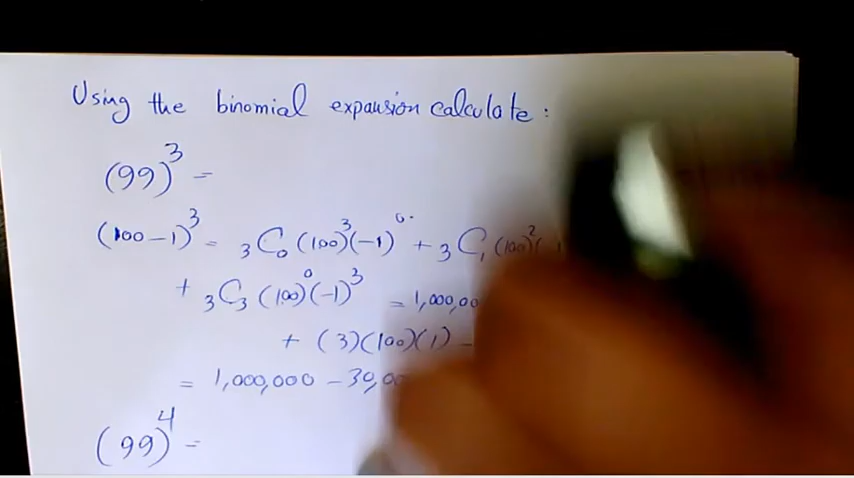 Using the binomial expansion calculate:
(99)³ =
(100-1)³ = ₃C₀ (100)³(-1)⁰ + ₃C₁ (100)²(
+ ₃C₃ (100)⁰(-1)³ = 1,000,00
+ (3)(100)(1) -
= 1,000,000 - 30,00
(99)⁴ =